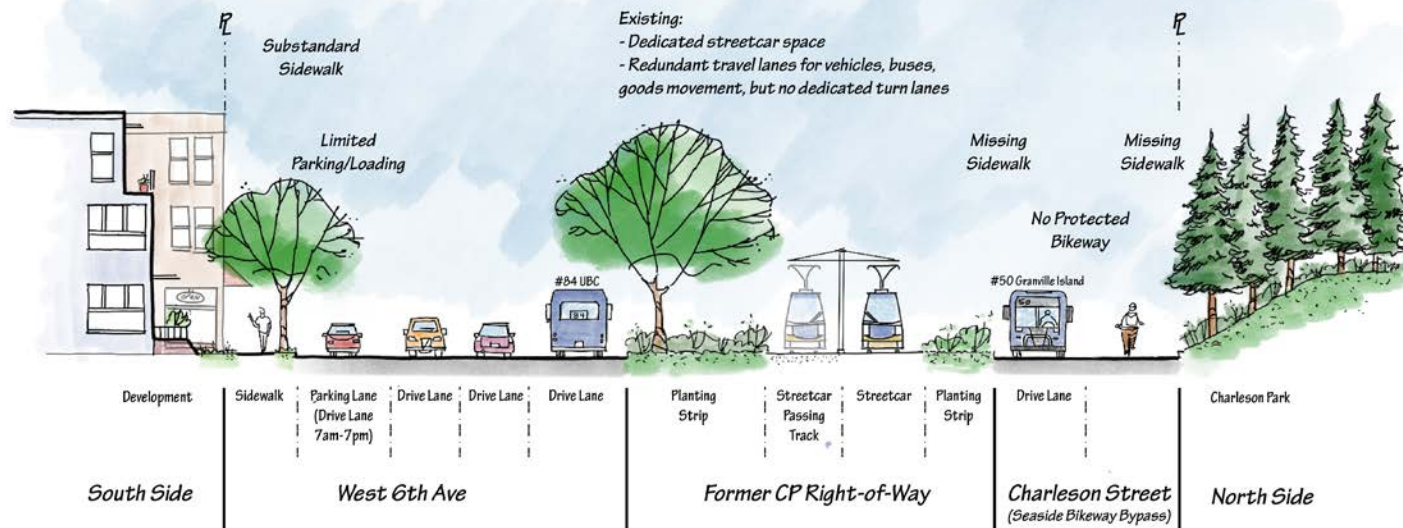 PL
PL
Substandard
Sidewalk
Existing:
- Dedicated streetcar space
- Redundant travel lanes for vehicles, buses,
goods movement, but no dedicated turn lanes
Limited
Parking/Loading
Missing
Sidewalk
Missing
Sidewalk
No Protected
Bikeway
#84 UBC
#50 Granville Island
84
50
OPEN
Development
Sidewalk
Parking Lane
(Drive Lane
7am-7pm)
Drive Lane
Drive Lane
Drive Lane
Planting
Strip
Streetcar
Passing
Track
Streetcar
Planting
Strip
Drive Lane
Charleson Park
South Side
West 6th Ave
Former CP Right-of-Way
Charleson Street
(Seaside Bikeway Bypass)
North Side